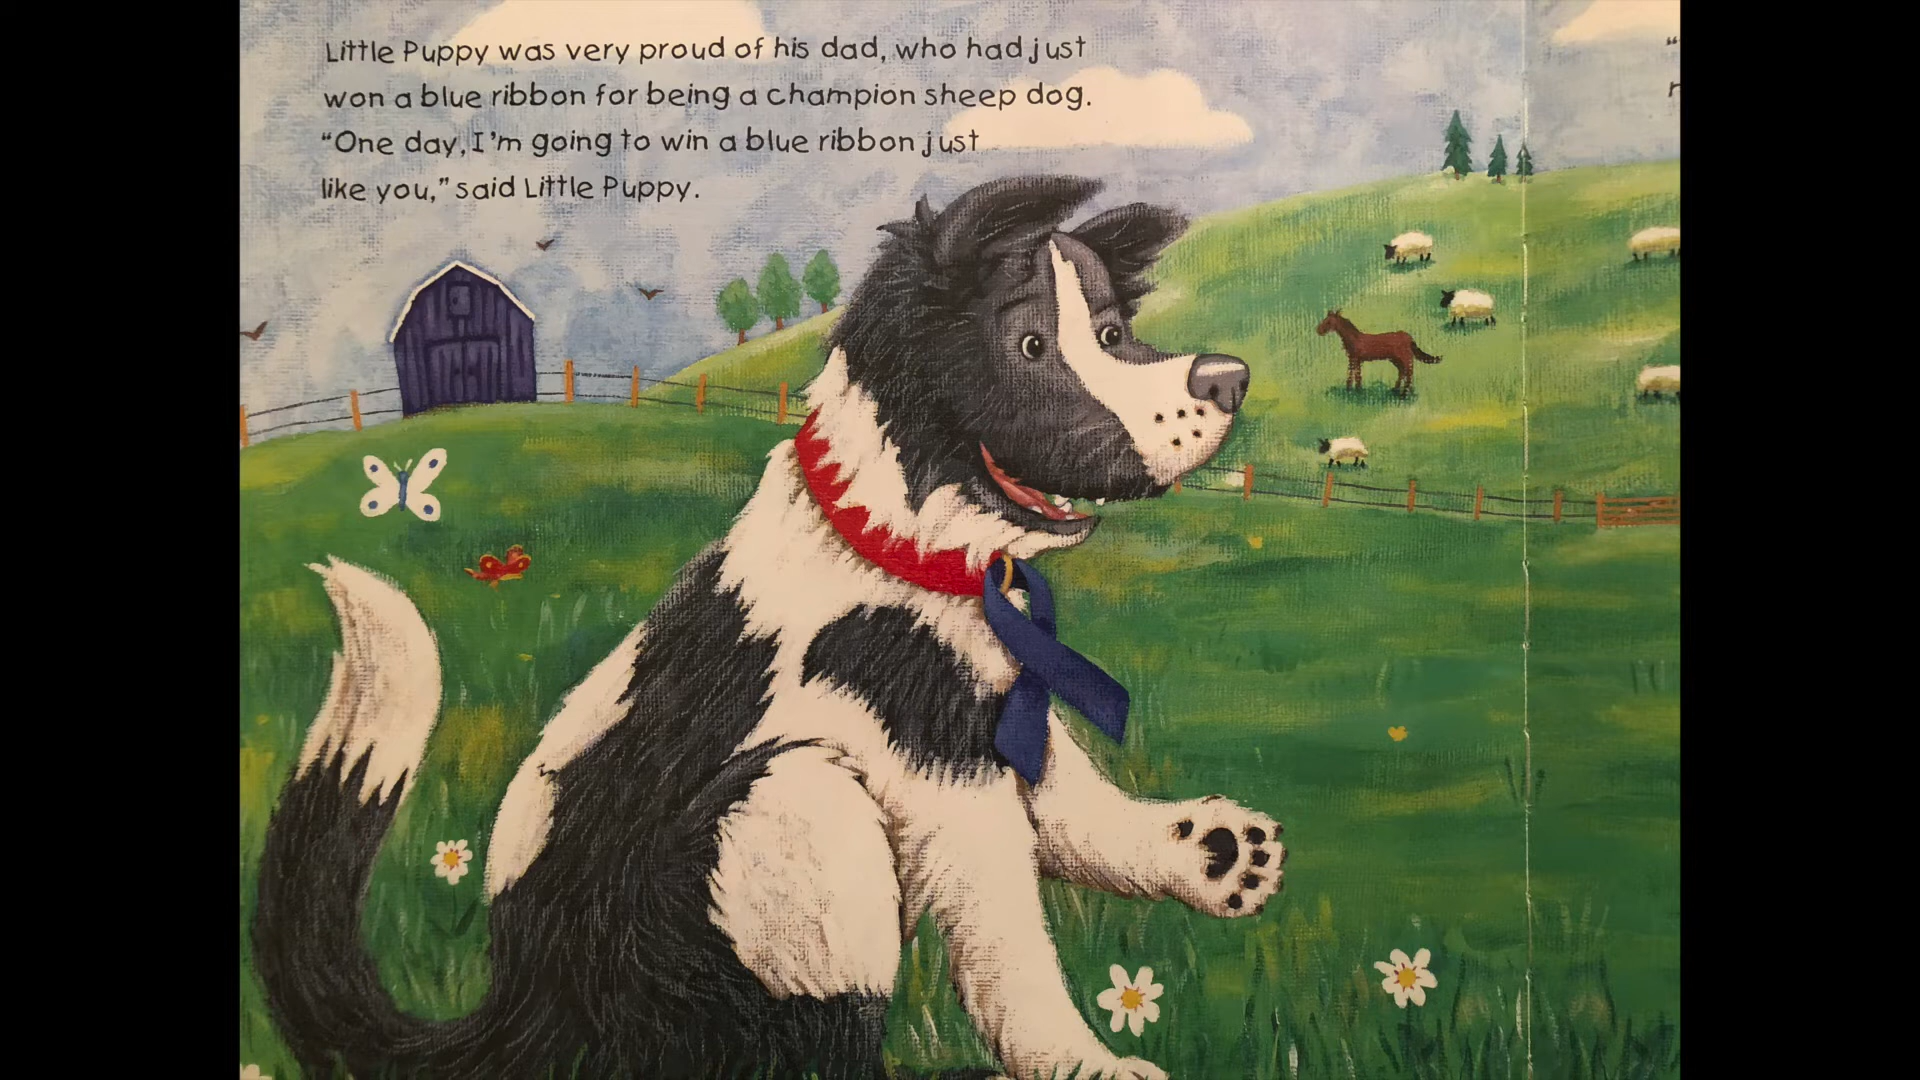 Little Puppy was very proud of his dad, who had just
won a blue ribbon for being a champion sheep dog.
“One day, I’m going to win a blue ribbon just
like you,” said Little Puppy.